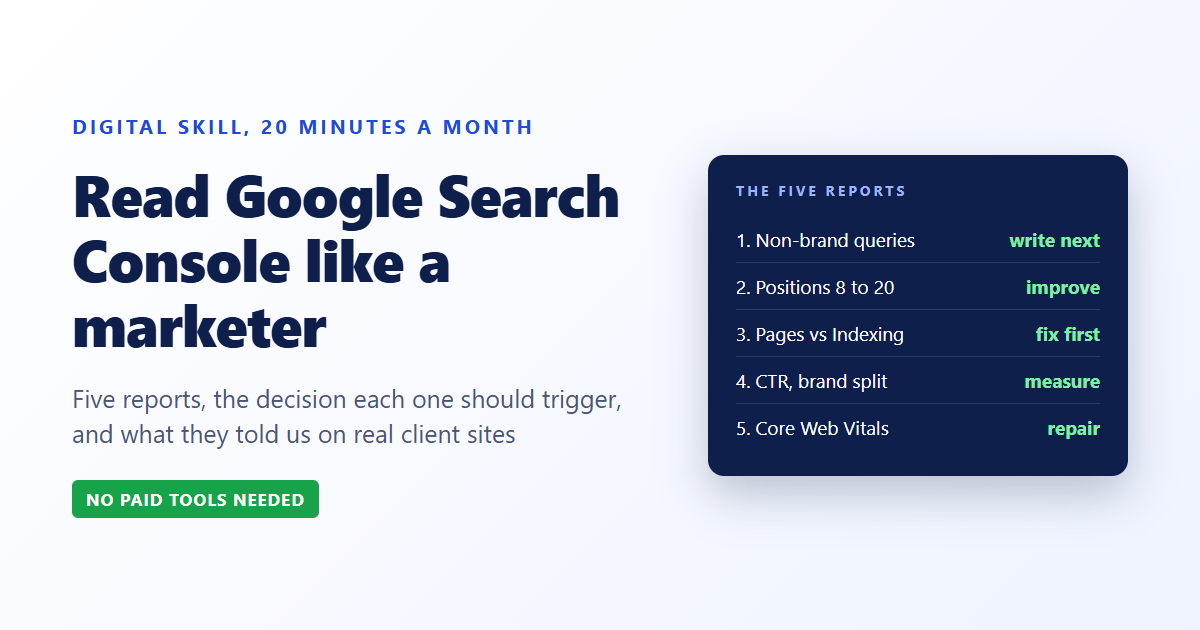 DIGITAL SKILL, 20 MINUTES A MONTH
Read Google Search
Console like a
marketer
Five reports, the decision each one should trigger,
and what they told us on real client sites
NO PAID TOOLS NEEDED
THE FIVE REPORTS
1. Non-brand queries write next
2. Positions 8 to 20 improve
3. Pages vs Indexing fix first
4. CTR, brand split measure
5. Core Web Vitals repair